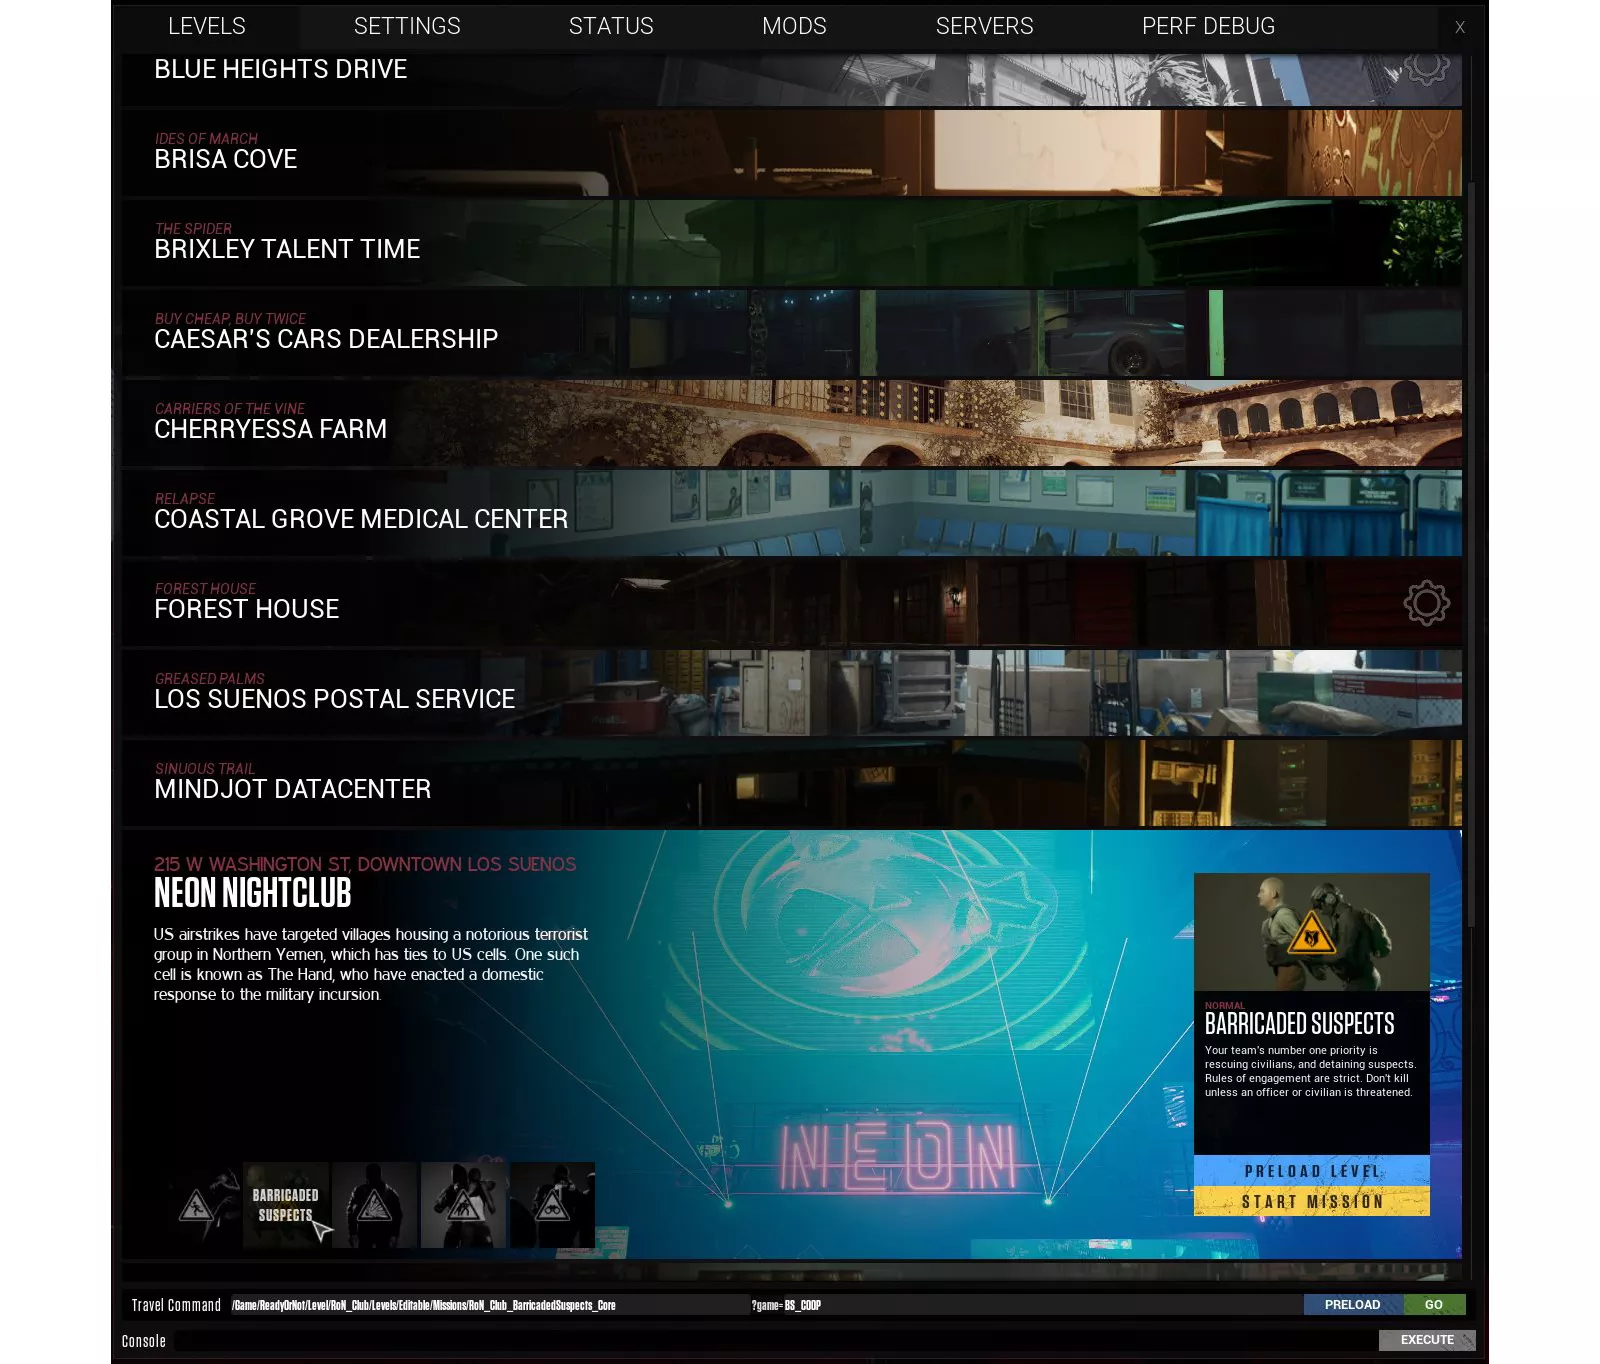 LEVELS SETTINGS STATUS MODS SERVERS PERF DEBUG X
BLUE HEIGHTS DRIVE
IDES OF MARCH
BRISA COVE
THE SPIDER
BRIXLEY TALENT TIME
BUY CHEAP, BUY TWICE
CAESAR'S CARS DEALERSHIP
CARRIERS OF THE VINE
CHERRYESSA FARM
RELAPSE
COASTAL GROVE MEDICAL CENTER
FOREST HOUSE
FOREST HOUSE
GREASED PALMS
LOS SUENOS POSTAL SERVICE
SINUOUS TRAIL
MINDJOT DATACENTER
215 W WASHINGTON ST, DOWNTOWN LOS SUENOS
NEON NIGHTCLUB
US airstrikes have targeted villages housing a notorious terrorist
group in Northern Yemen, which has ties to US cells. One such
cell is known as The Hand, who have enacted a domestic
response to the military incursion.
NEON
NORMAL
BARRICADED SUSPECTS
Your team's number one priority is
rescuing civilians, and detaining suspects.
Rules of engagement are strict. Don't kill
unless an officer or civilian is threatened.
PRELOAD LEVEL
START MISSION
BARRICADED
SUSPECTS
Travel Command /Game/ReadyOrNot/Level/RoN_Club/Levels/Editable/Missions/RoN_Club_BarricadedSuspects_Core ?game= BS_COOP PRELOAD GO
Console EXECUTE